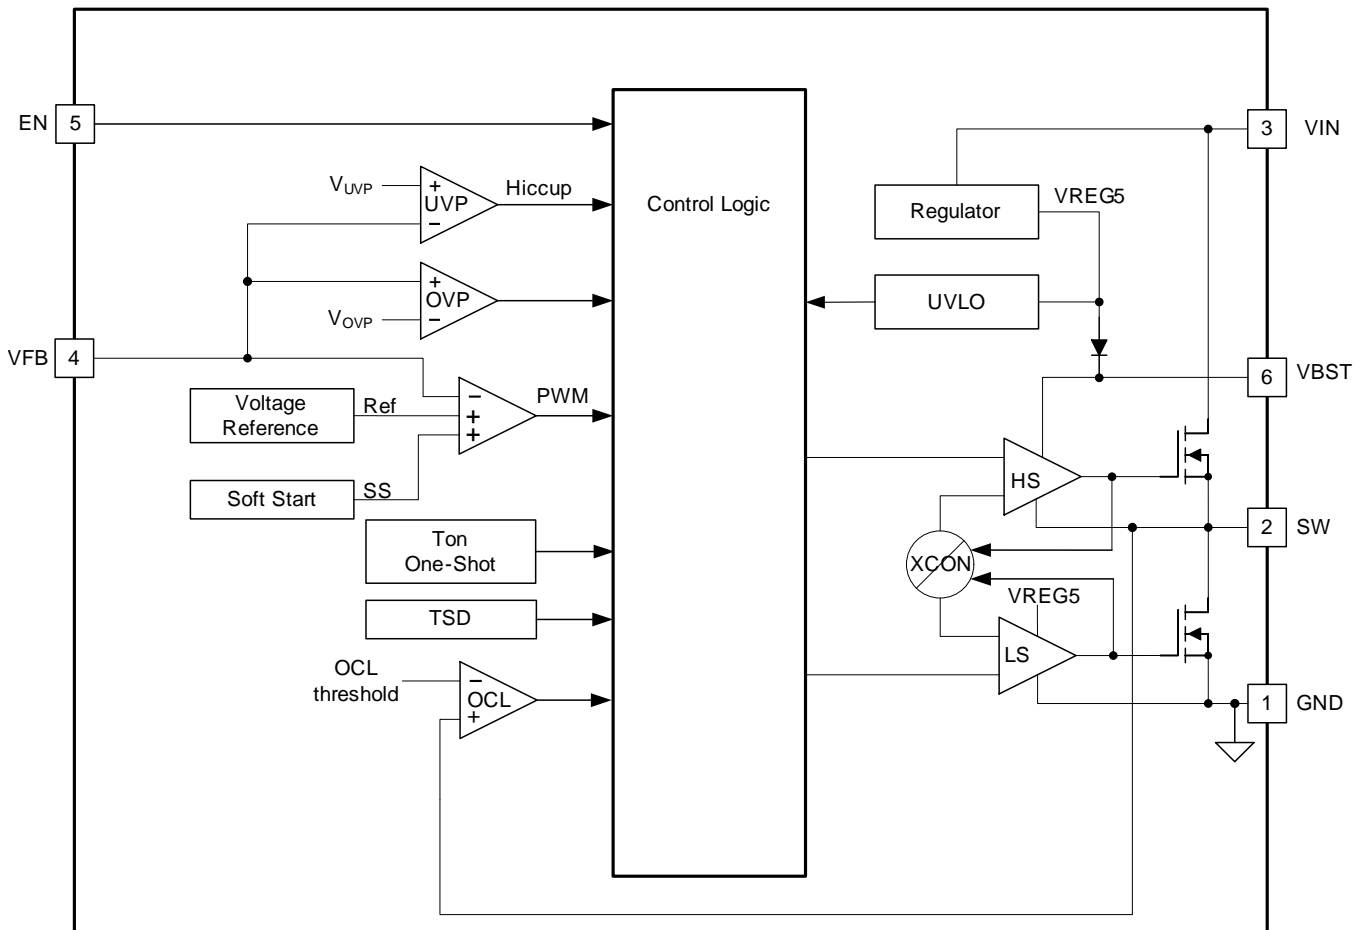 EN
5
3
VIN
V_UVP
+
UVP
−
Hiccup
Control Logic
Regulator
VREG5
+
OVP
−
V_OVP
UVLO
VFB
4
6
VBST
Voltage
Reference
Ref
−
+
+
PWM
Soft Start
SS
HS
2
SW
Ton
One-Shot
XCON
TSD
VREG5
LS
OCL
threshold
−
OCL
+
1
GND